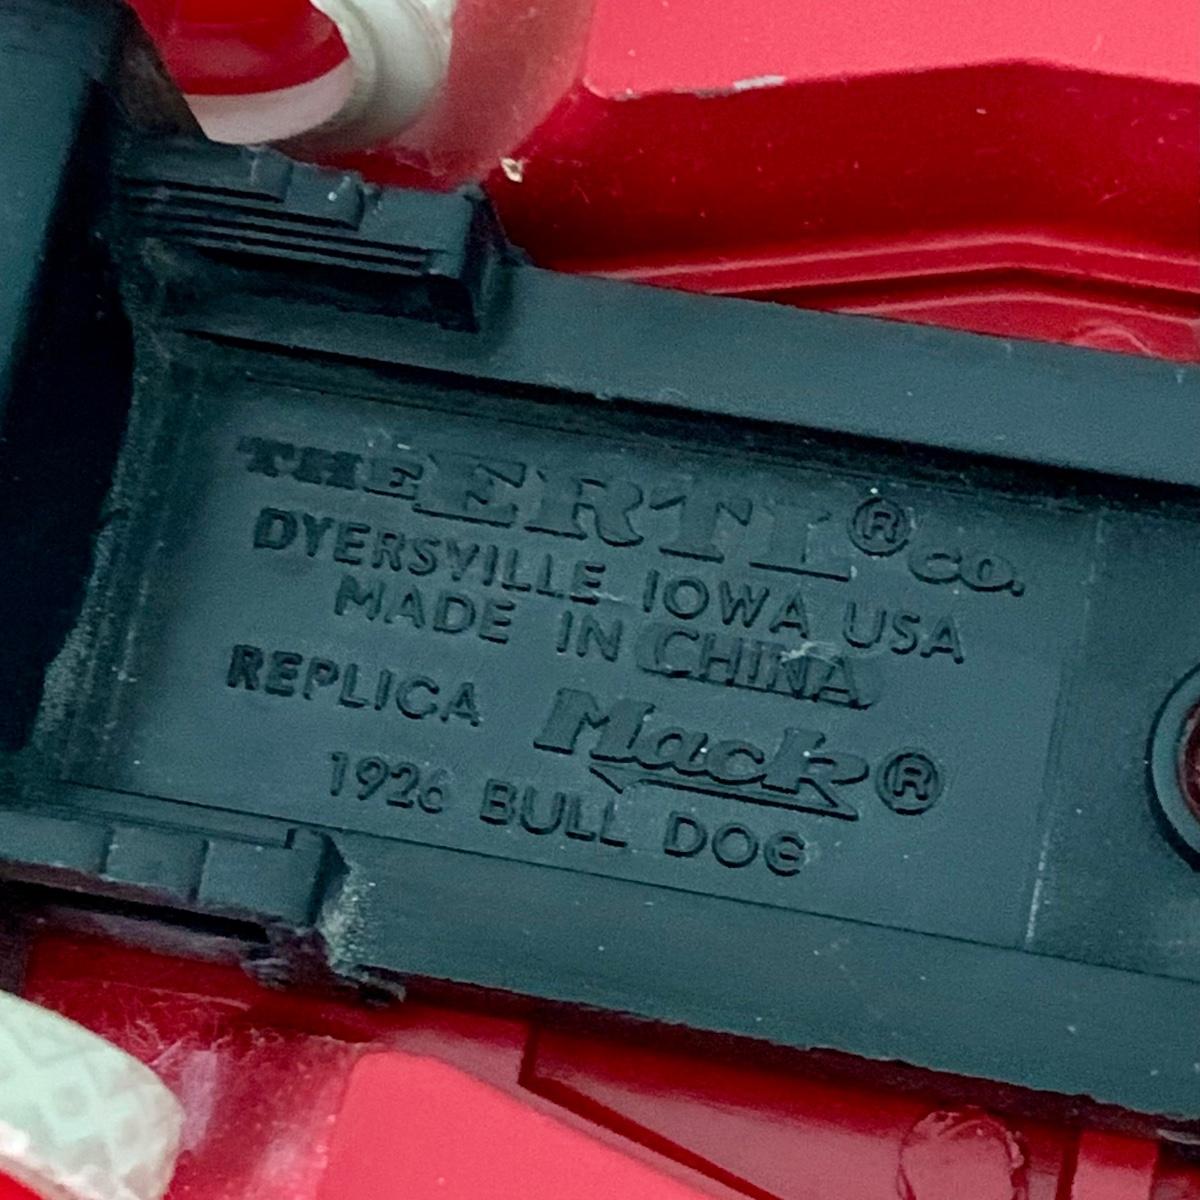 THE ERTL® CO.
DYERSVILLE IOWA USA
MADE IN CHINA
REPLICA Mack®
1926 BULL DOG